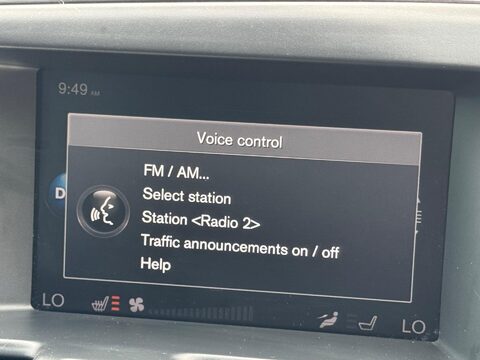 9:49 AM
Voice control
FM / AM...
Select station
Station <Radio 2>
Traffic announcements on / off
Help
D
LO
LO